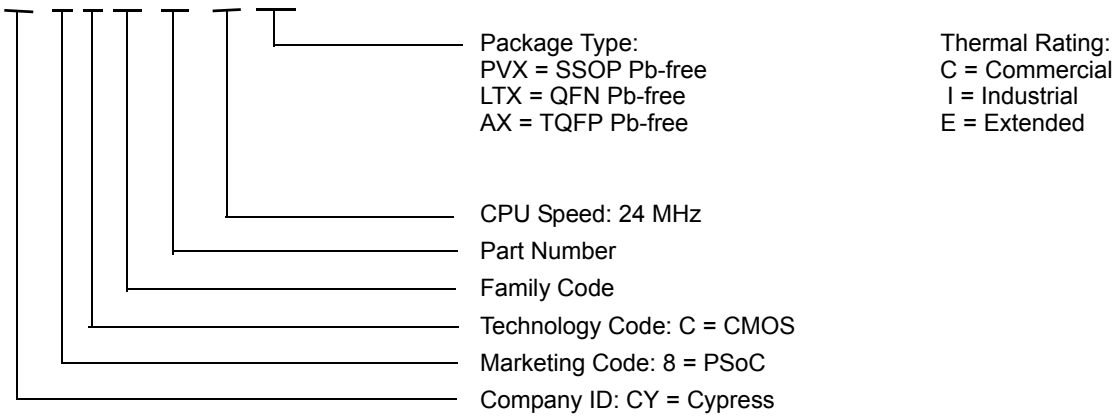 Package Type:
PVX = SSOP Pb-free
LTX = QFN Pb-free
AX = TQFP Pb-free
Thermal Rating:
C = Commercial
I = Industrial
E = Extended
CPU Speed: 24 MHz
Part Number
Family Code
Technology Code: C = CMOS
Marketing Code: 8 = PSoC
Company ID: CY = Cypress